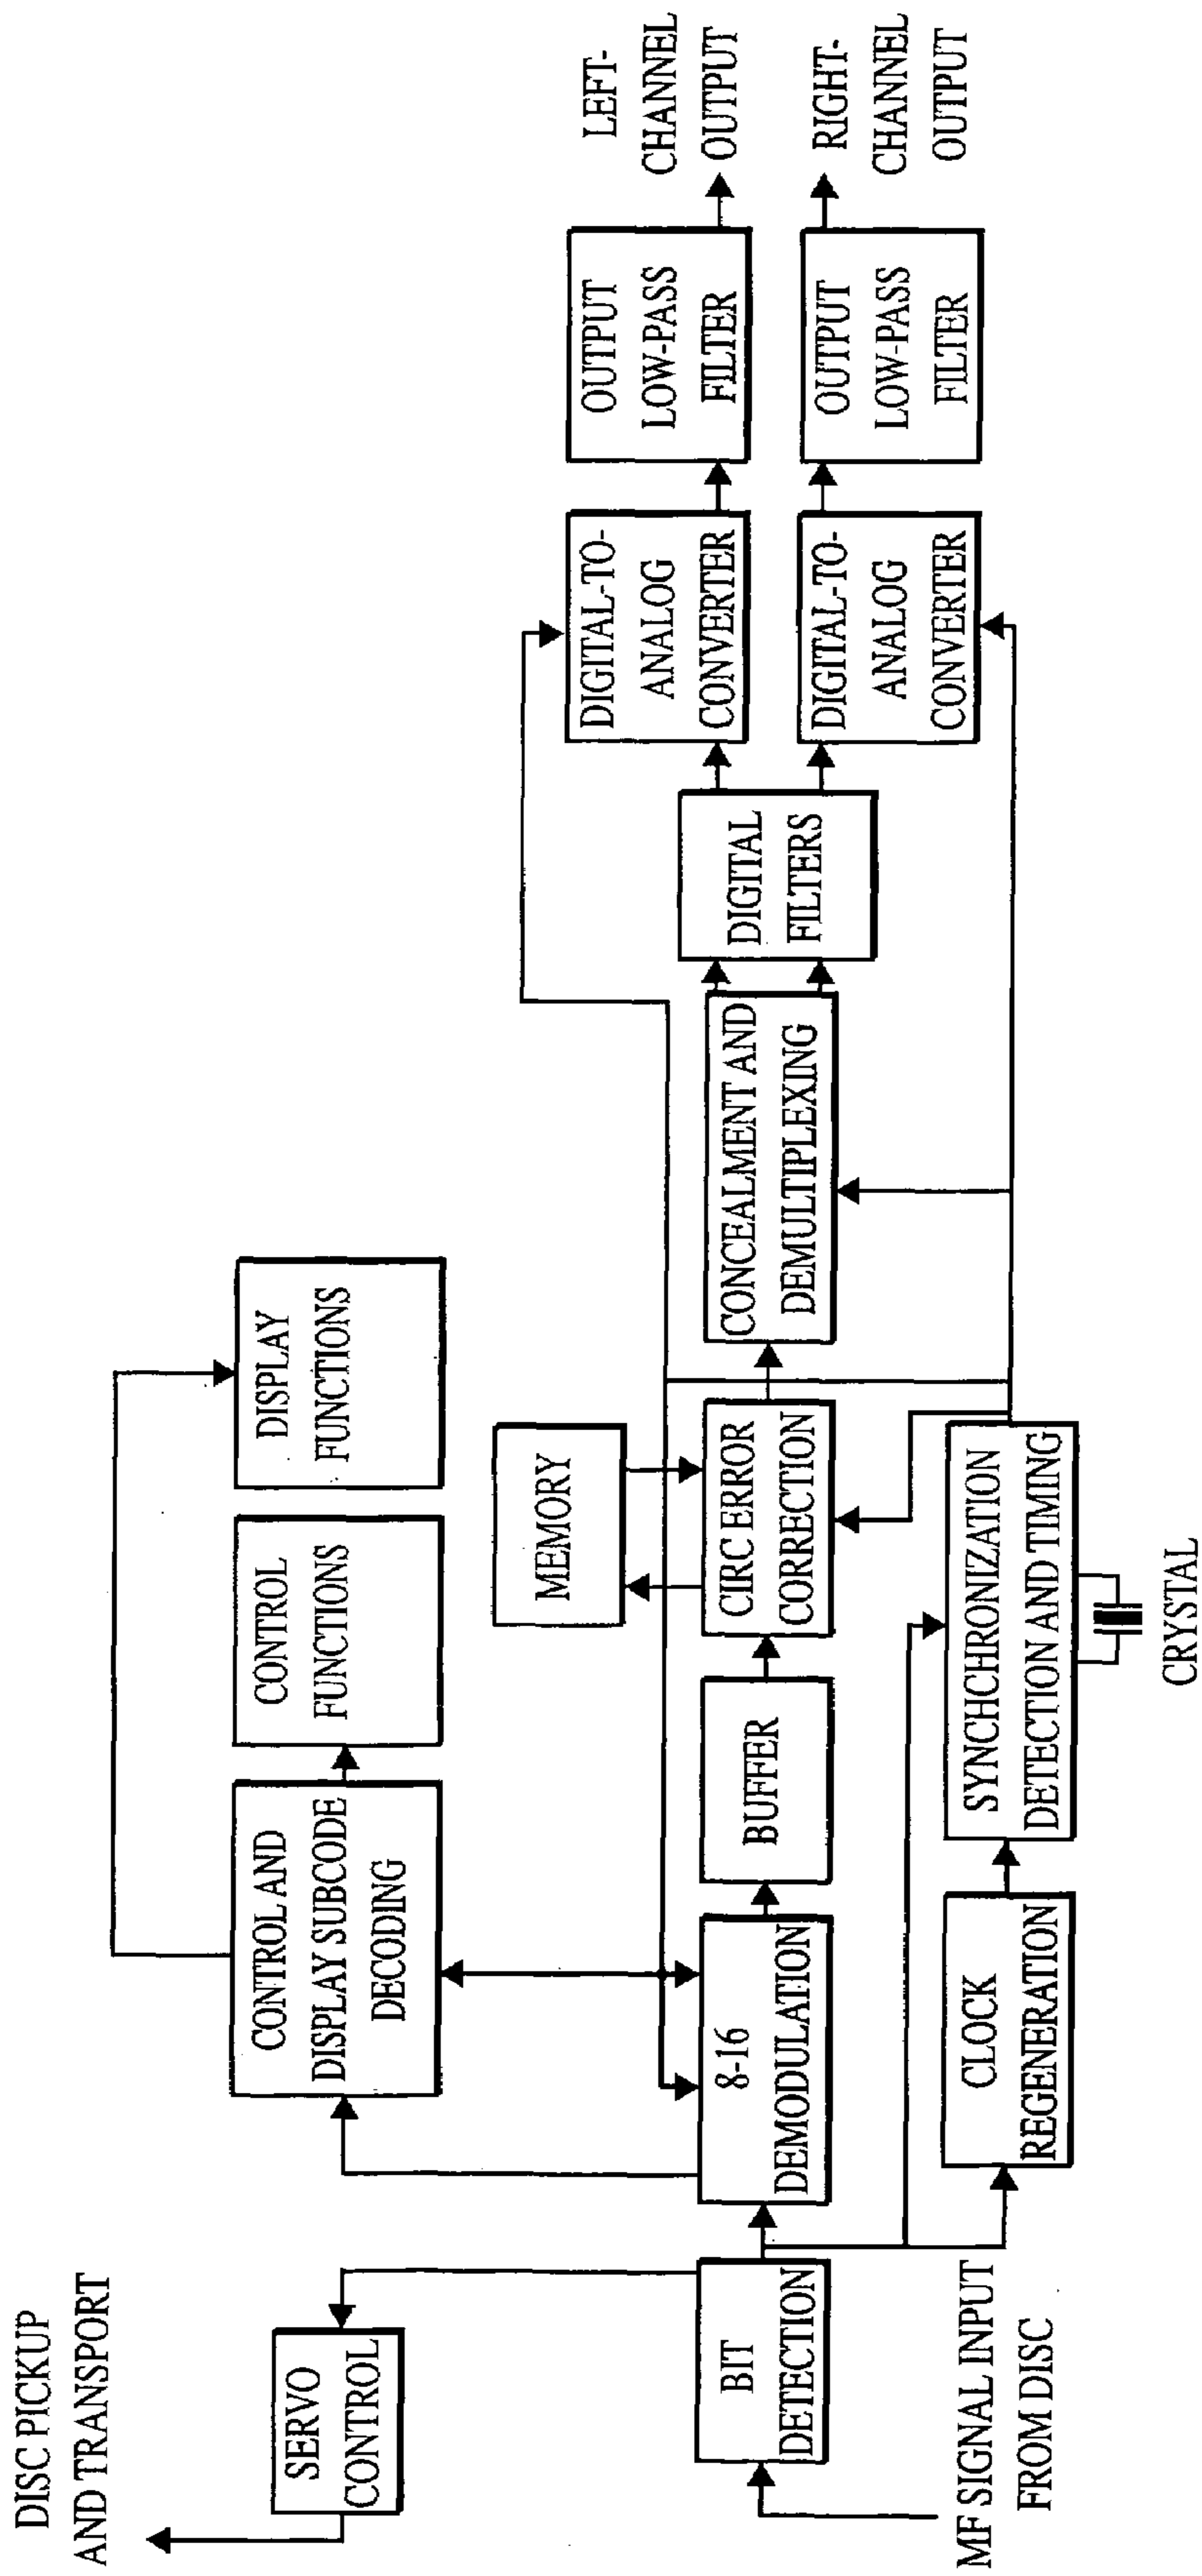 DISC PICKUP
AND TRANSPORT
SERVO
CONTROL
CONTROL AND
DISPLAY SUBCODE
DECODING
CONTROL
FUNCTIONS
DISPLAY
FUNCTIONS
MEMORY
BIT
DETECTION
8-16
DEMODULATION
BUFFER
CIRC ERROR
CORRECTION
CONCEALMENT AND
DEMULTIPLEXING
DIGITAL
FILTERS
DIGITAL-TO-
ANALOG
CONVERTER
OUTPUT
LOW-PASS
FILTER
LEFT-
CHANNEL
OUTPUT
DIGITAL-TO-
ANALOG
CONVERTER
OUTPUT
LOW-PASS
FILTER
RIGHT-
CHANNEL
OUTPUT
MF SIGNAL INPUT
FROM DISC
CLOCK
REGENERATION
SYNCHCRONIZATION
DETECTION AND TIMING
CRYSTAL